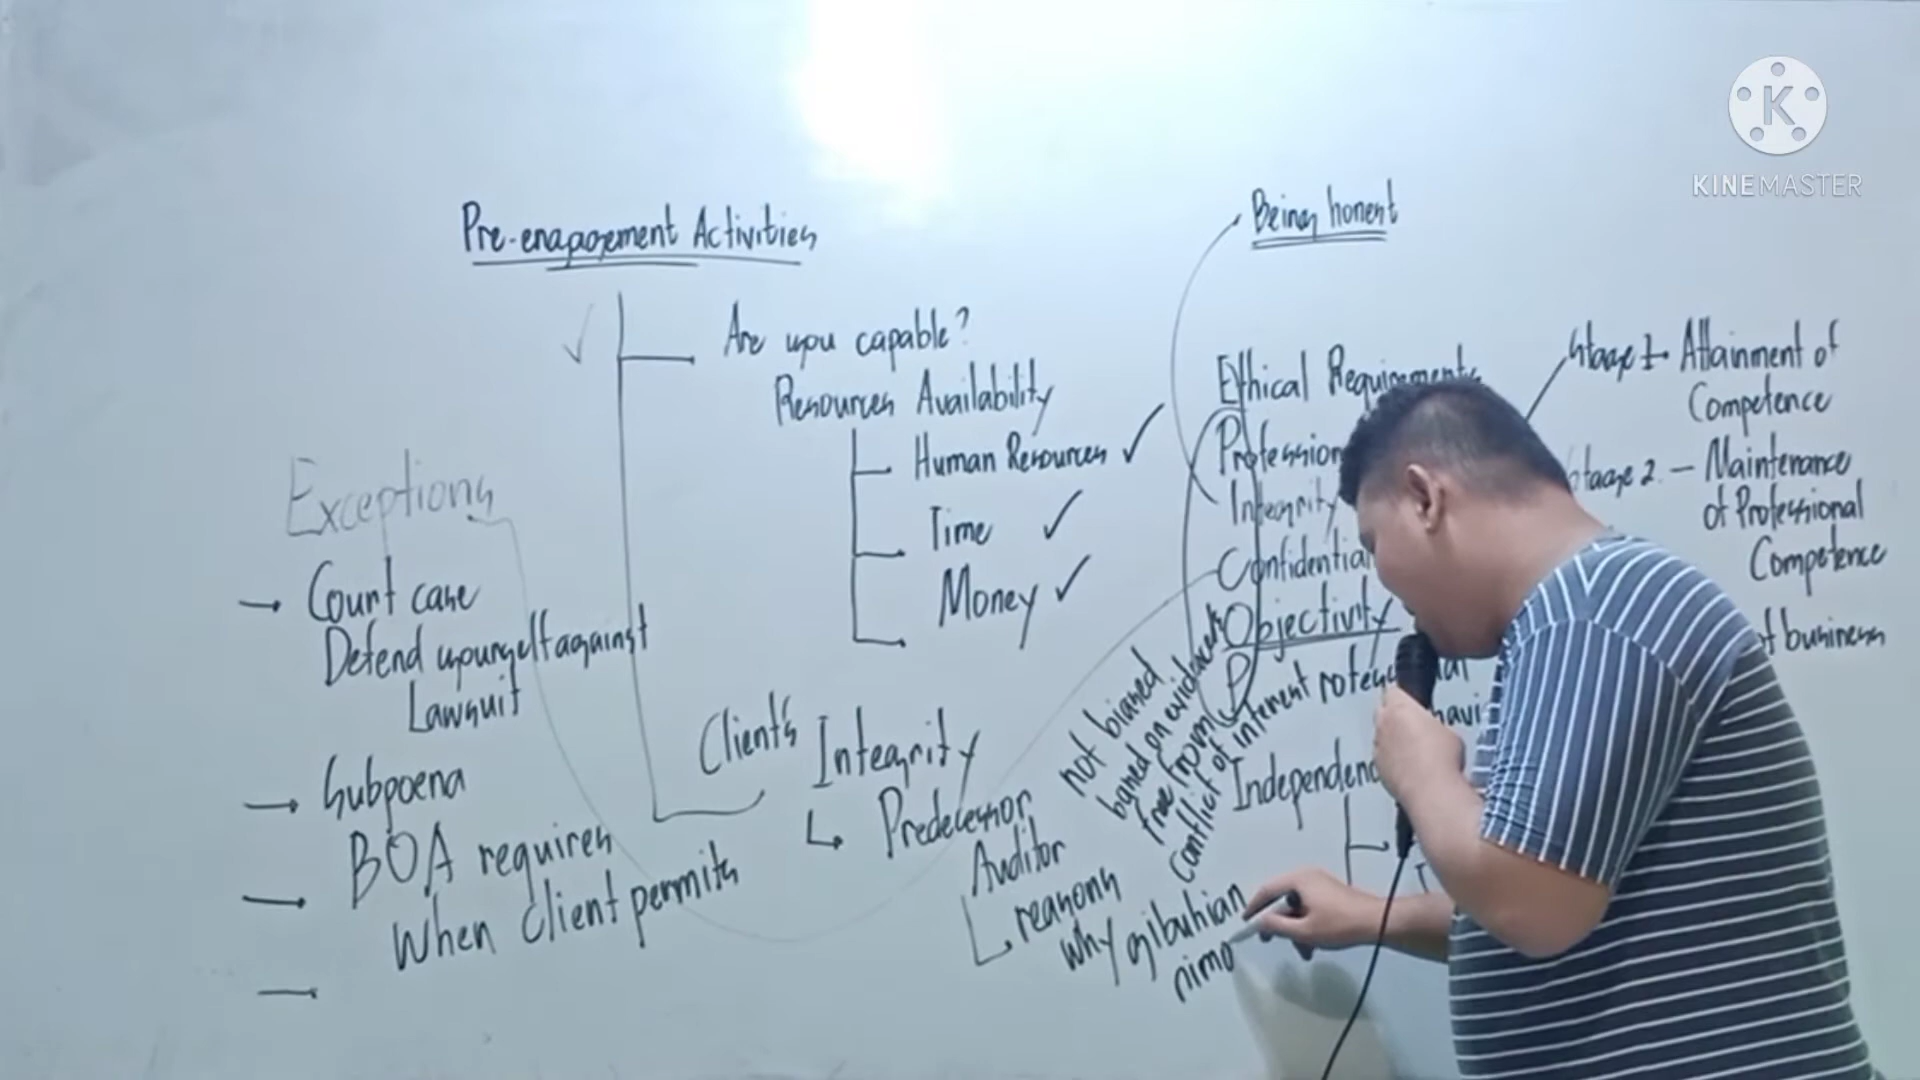 KINEMASTER
Pre-engagement Activities
Are you capable?
Resources Availability
Human Resources ✓
Time ✓
Money ✓
Client's Integrity
Predecessor
Auditor
reasons
why gibuhian
nimo
Exceptions
Court case
Defend yourself against
Lawsuit
Subpoena
BOA requires
When client permits
Being honest
Ethical Requirements
Profession
Integrity
Confidential
Objectivity
not biased
based on evidence
free from
conflict of interest
Independenc
Stage 1 - Attainment of
Competence
Stage 2 - Maintenance
of Professional
Competence
of business